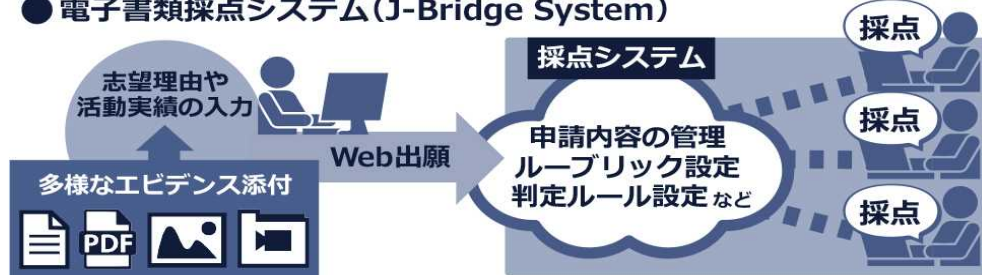 ●電子書類採点システム（J-Bridge System）
志望理由や
活動実績の入力
多様なエビデンス添付
PDF
Web出願
採点システム
申請内容の管理
ルーブリック設定
判定ルール設定 など
採点
採点
採点